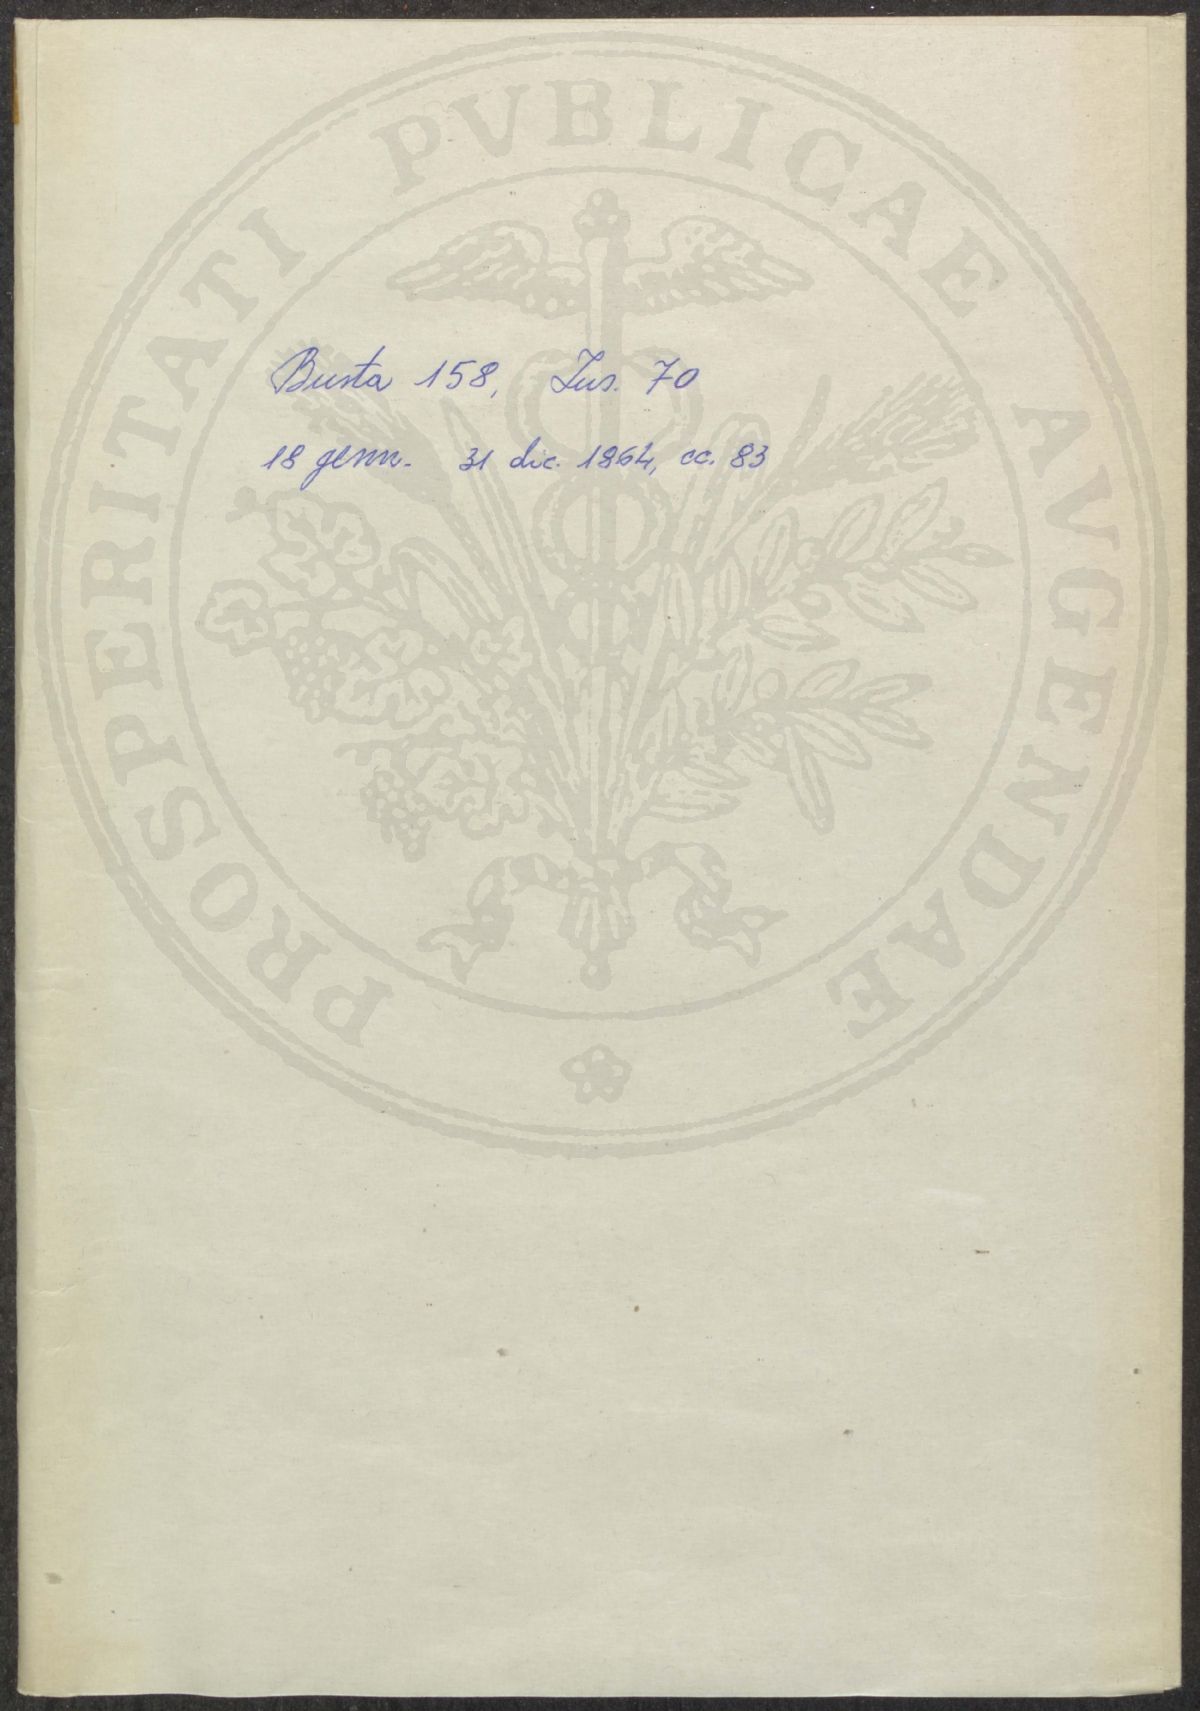 PROSPERITATI PVBLICAE AVGENDAE
Busta 158, Ins. 70
18 genn. 31 dic. 1864, cc. 83